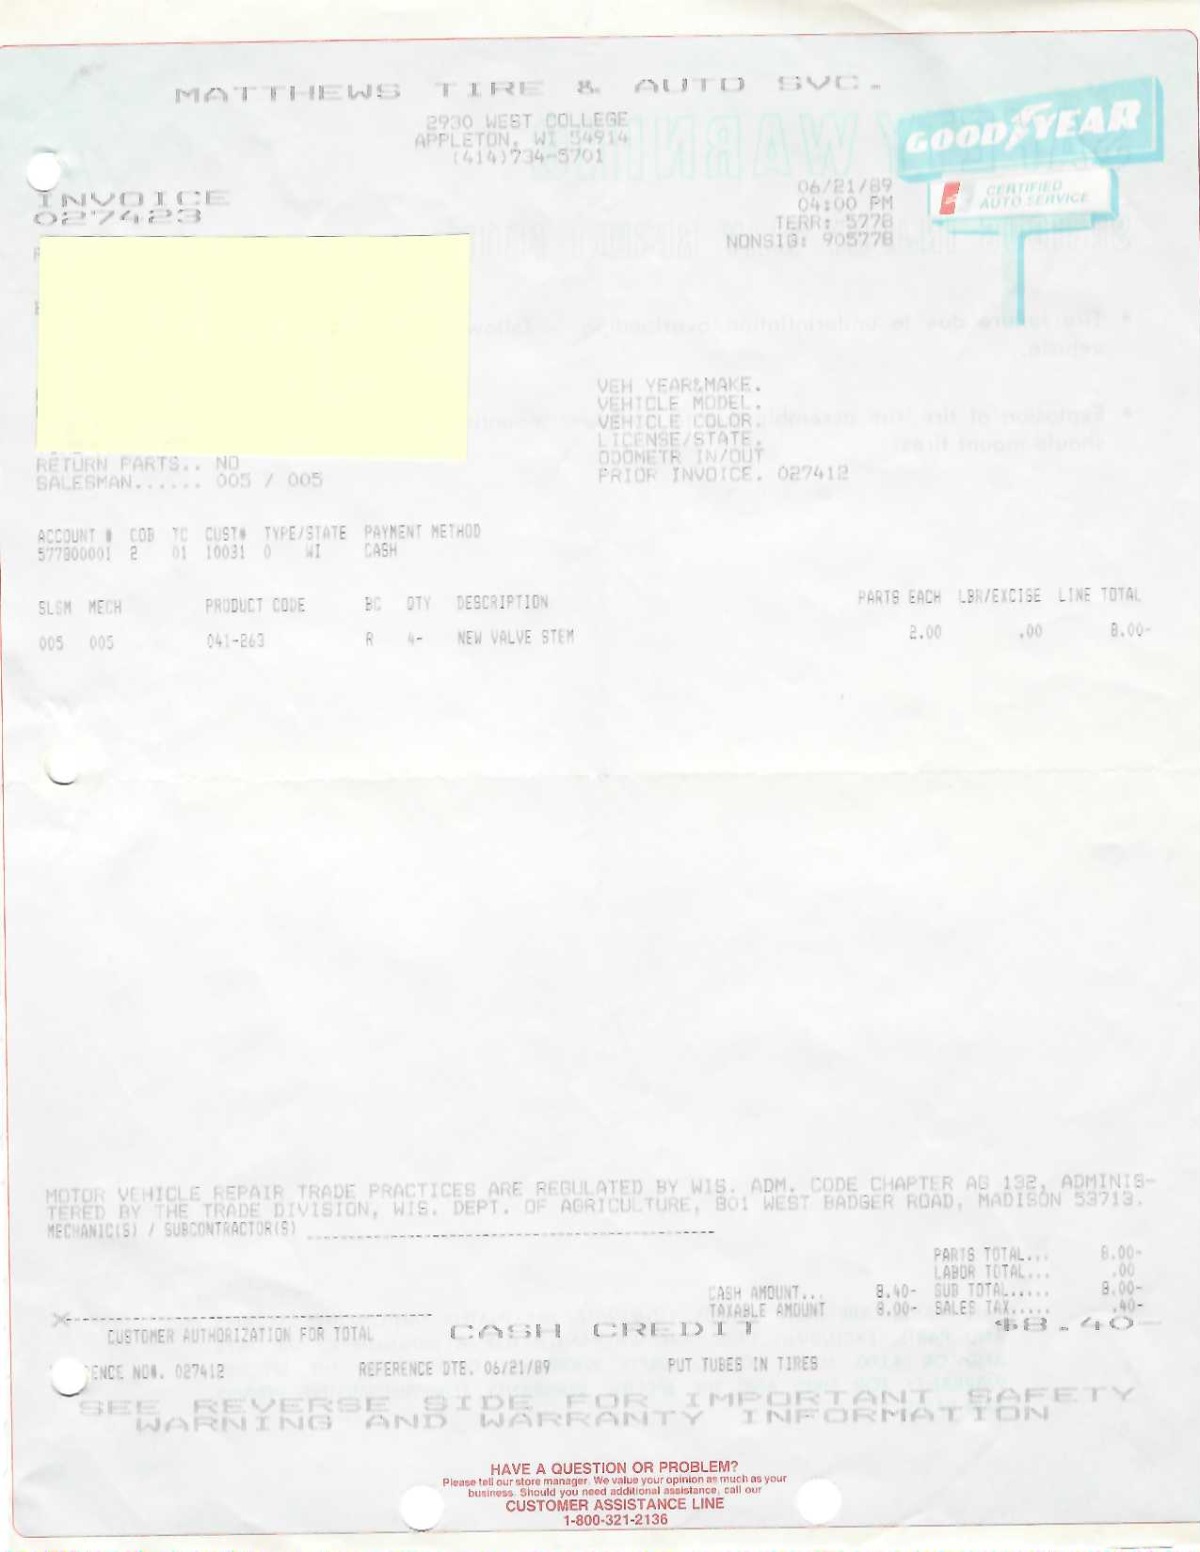 MATTHEWS TIRE & AUTO SVC.
2930 WEST COLLEGE
APPLETON, WI 54914
(414)734-5701
GOODYEAR
CERTIFIED
AUTO SERVICE
INVOICE
027423
06/21/89
04:00 PM
TERR: 5778
NONSIG: 905778
VEH YEAR&MAKE.
VEHICLE MODEL.
VEHICLE COLOR.
LICENSE/STATE.
ODOMETR IN/OUT
PRIOR INVOICE. 027412
RETURN PARTS.. NO
SALESMAN...... 005 / 005
ACCOUNT # COB TC CUST# TYPE/STATE PAYMENT METHOD
577800001 2 01 10031 0 WI CASH
SLSM MECH PRODUCT CODE BC QTY DESCRIPTION PARTS EACH LBR/EXCISE LINE TOTAL
005 005 041-263 R 4- NEW VALVE STEM 2.00 .00 8.00-
MOTOR VEHICLE REPAIR TRADE PRACTICES ARE REGULATED BY WIS. ADM. CODE CHAPTER AG 132, ADMINIS-
TERED BY THE TRADE DIVISION, WIS. DEPT. OF AGRICULTURE, 801 WEST BADGER ROAD, MADISON 53713.
MECHANIC(S) / SUBCONTRACTOR(S)
PARTS TOTAL... 8.00-
LABOR TOTAL... .00
CASH AMOUNT... 8.40- SUB TOTAL..... 8.00-
TAXABLE AMOUNT 8.00- SALES TAX..... .40-
X
CUSTOMER AUTHORIZATION FOR TOTAL CASH CREDIT $8.40-
ENCE NO#. 027412 REFERENCE DTE. 06/21/89 PUT TUBES IN TIRES
SEE REVERSE SIDE FOR IMPORTANT SAFETY
WARNING AND WARRANTY INFORMATION
HAVE A QUESTION OR PROBLEM?
Please tell our store manager. We value your opinion as much as your
business. Should you need additional assistance, call our
CUSTOMER ASSISTANCE LINE
1-800-321-2136